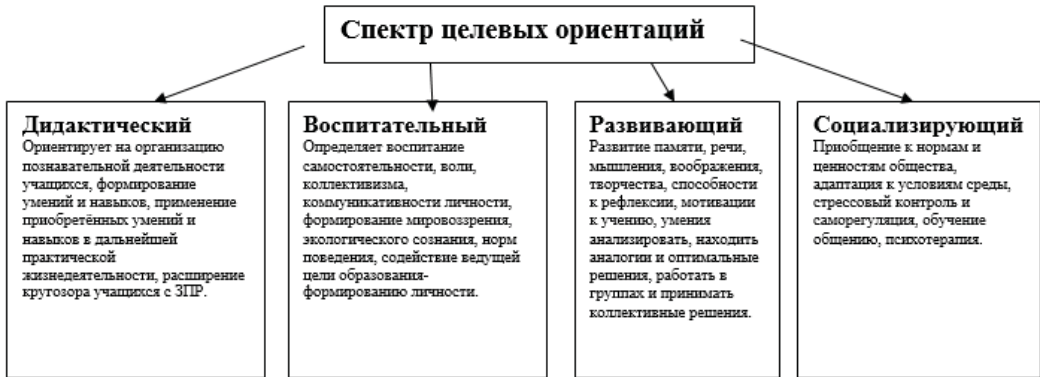 Спектр целевых ориентаций
Дидактический
Ориентирует на организацию
познавательной деятельности
учащихся, формирование
умений и навыков, применение
приобретённых умений и
навыков в дальнейшей
практической
жизнедеятельности, расширение
кругозора учащихся с ЗПР.
Воспитательный
Определяет воспитание
самостоятельности, воли,
коллективизма,
коммуникативности личности,
формирование мировоззрения,
экологического сознания, норм
поведения, содействие ведущей
цели образования-
формированию личности.
Развивающий
Развитие памяти, речи,
мышления, воображения,
творчества, способности
к рефлексии, мотивации
к учению, умения
анализировать, находить
аналогии и оптимальные
решения, работать в
группах и принимать
коллективные решения.
Социализирующий
Приобщение к нормам и
ценностям общества,
адаптация к условиям среды,
стрессовый контроль и
саморегуляция, обучение
общению, психотерапия.